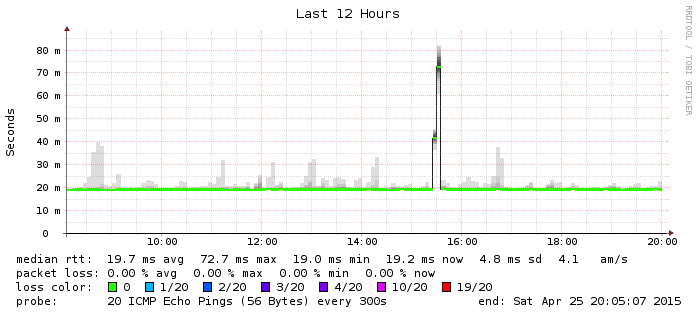 Last 12 Hours
RRDTOOL / TOBI OETIKER
Seconds
80 m
70 m
60 m
50 m
40 m
30 m
20 m
10 m
0
10:00 12:00 14:00 16:00 18:00 20:00
median rtt: 19.7 ms avg 72.7 ms max 19.0 ms min 19.2 ms now 4.8 ms sd 4.1 am/s
packet loss: 0.00 % avg 0.00 % max 0.00 % min 0.00 % now
loss color: 0 1/20 2/20 3/20 4/20 10/20 19/20
probe: 20 ICMP Echo Pings (56 Bytes) every 300s end: Sat Apr 25 20:05:07 2015